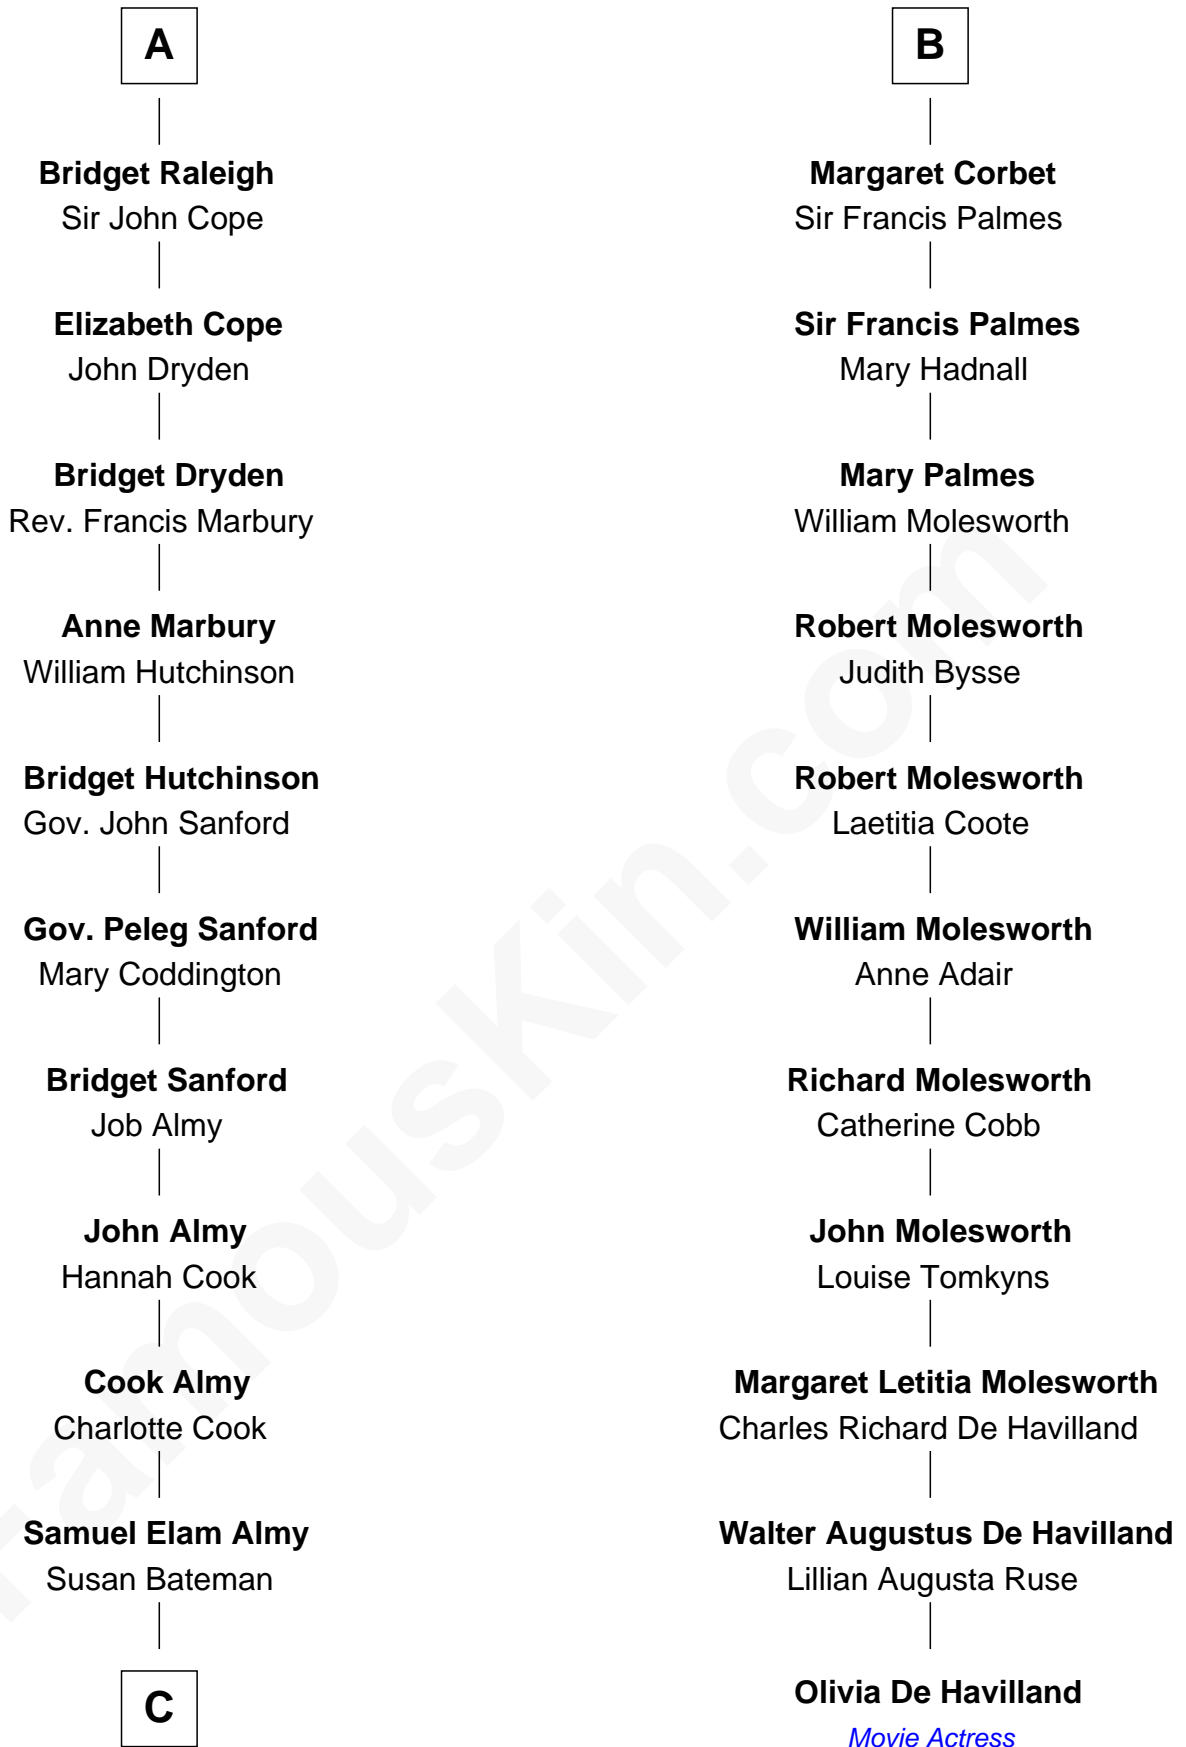 A
Bridget Raleigh
Sir John Cope
Elizabeth Cope
John Dryden
Bridget Dryden
Rev. Francis Marbury
Anne Marbury
William Hutchinson
Bridget Hutchinson
Gov. John Sanford
Gov. Peleg Sanford
Mary Coddington
Bridget Sanford
Job Almy
John Almy
Hannah Cook
Cook Almy
Charlotte Cook
Samuel Elam Almy
Susan Bateman
C
B
Margaret Corbet
Sir Francis Palmes
Sir Francis Palmes
Mary Hadnall
Mary Palmes
William Molesworth
Robert Molesworth
Judith Bysse
Robert Molesworth
Laetitia Coote
William Molesworth
Anne Adair
Richard Molesworth
Catherine Cobb
John Molesworth
Louise Tomkyns
Margaret Letitia Molesworth
Charles Richard De Havilland
Walter Augustus De Havilland
Lillian Augusta Ruse
Olivia De Havilland
Movie Actress
FamousKin.com